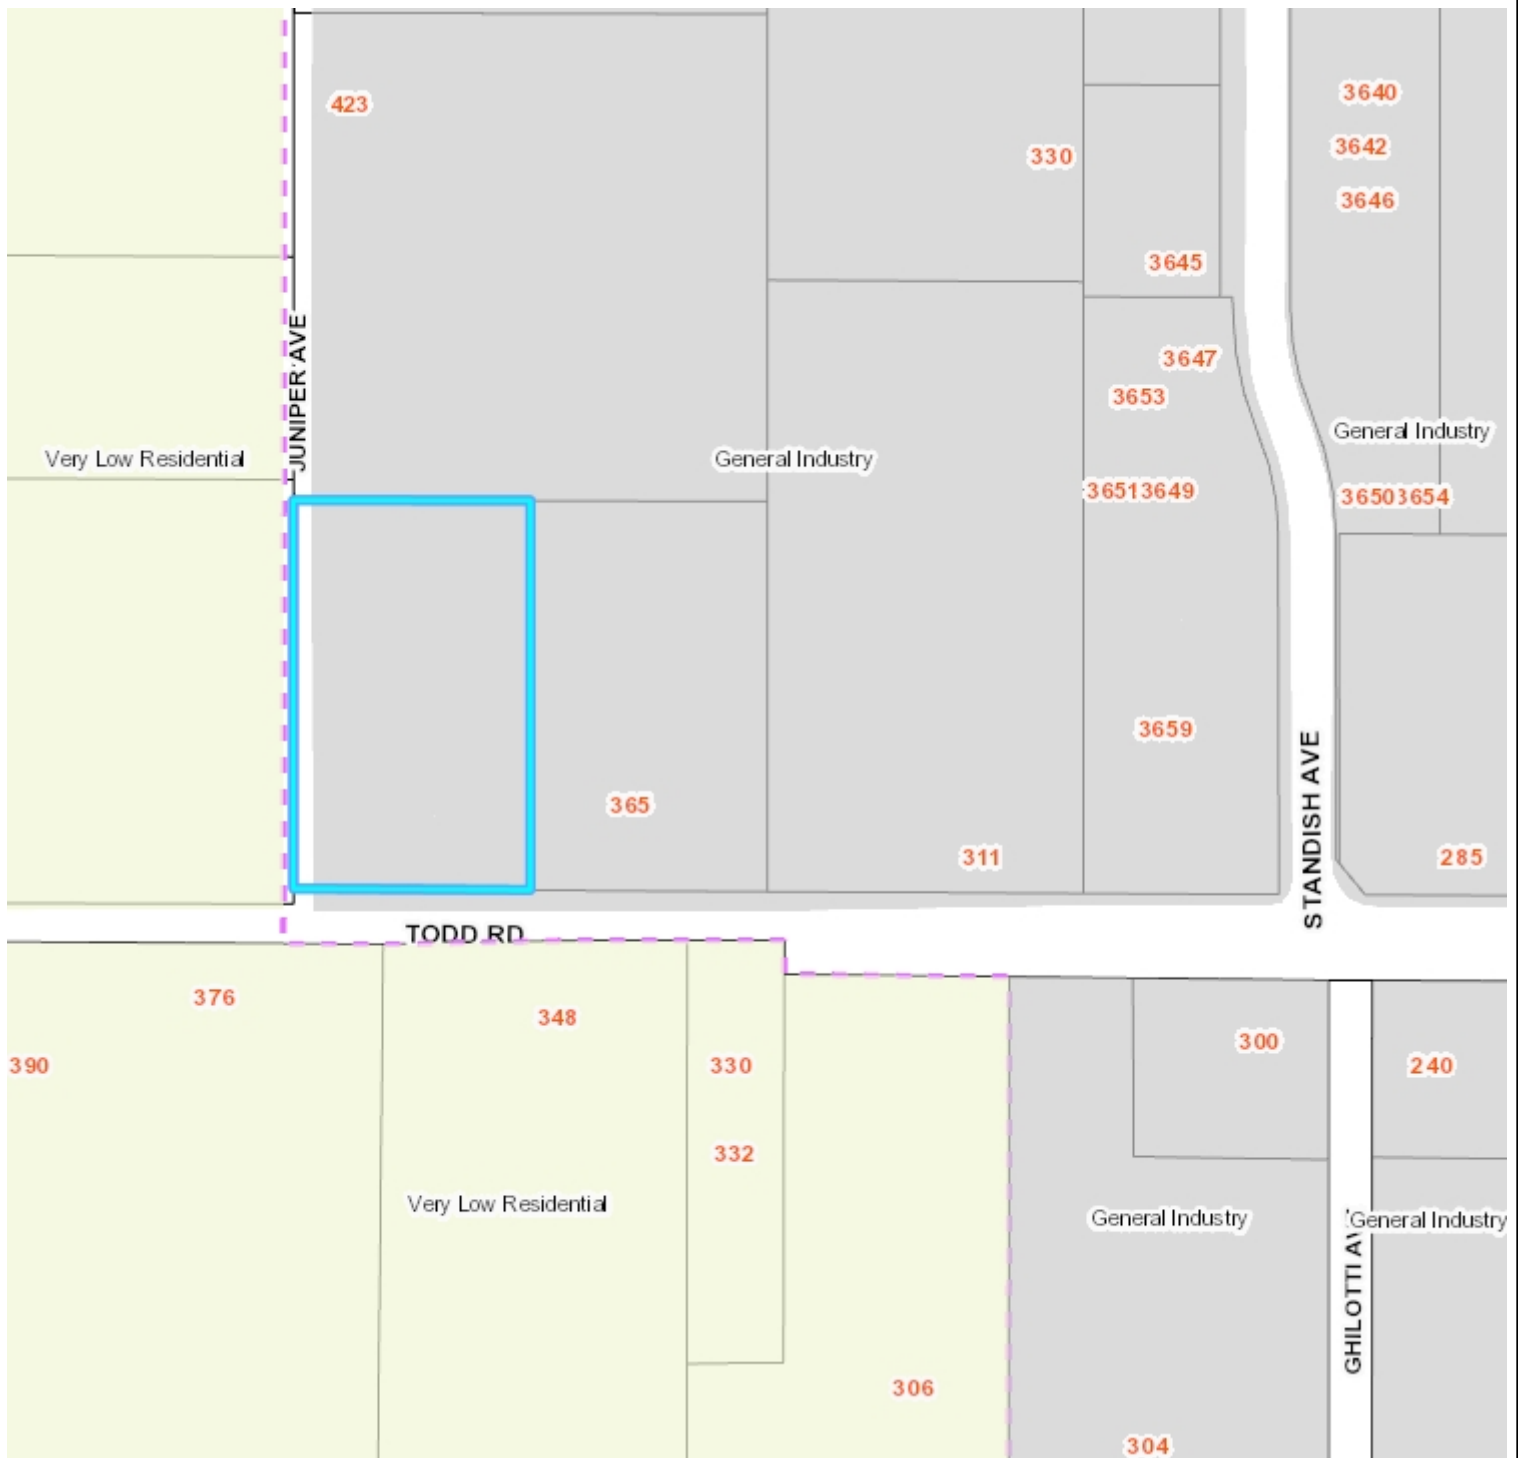 423
3640
3642
330
3646
3645
JUNIPER AVE
3647
3653
General Industry
Very Low Residential
General Industry
36513649
36503654
3659
365
STANDISH AVE
311
285
TODD RD
376
348
300
390
330
240
332
Very Low Residential
General Industry
General Industry
GHILOTTI AV
306
304